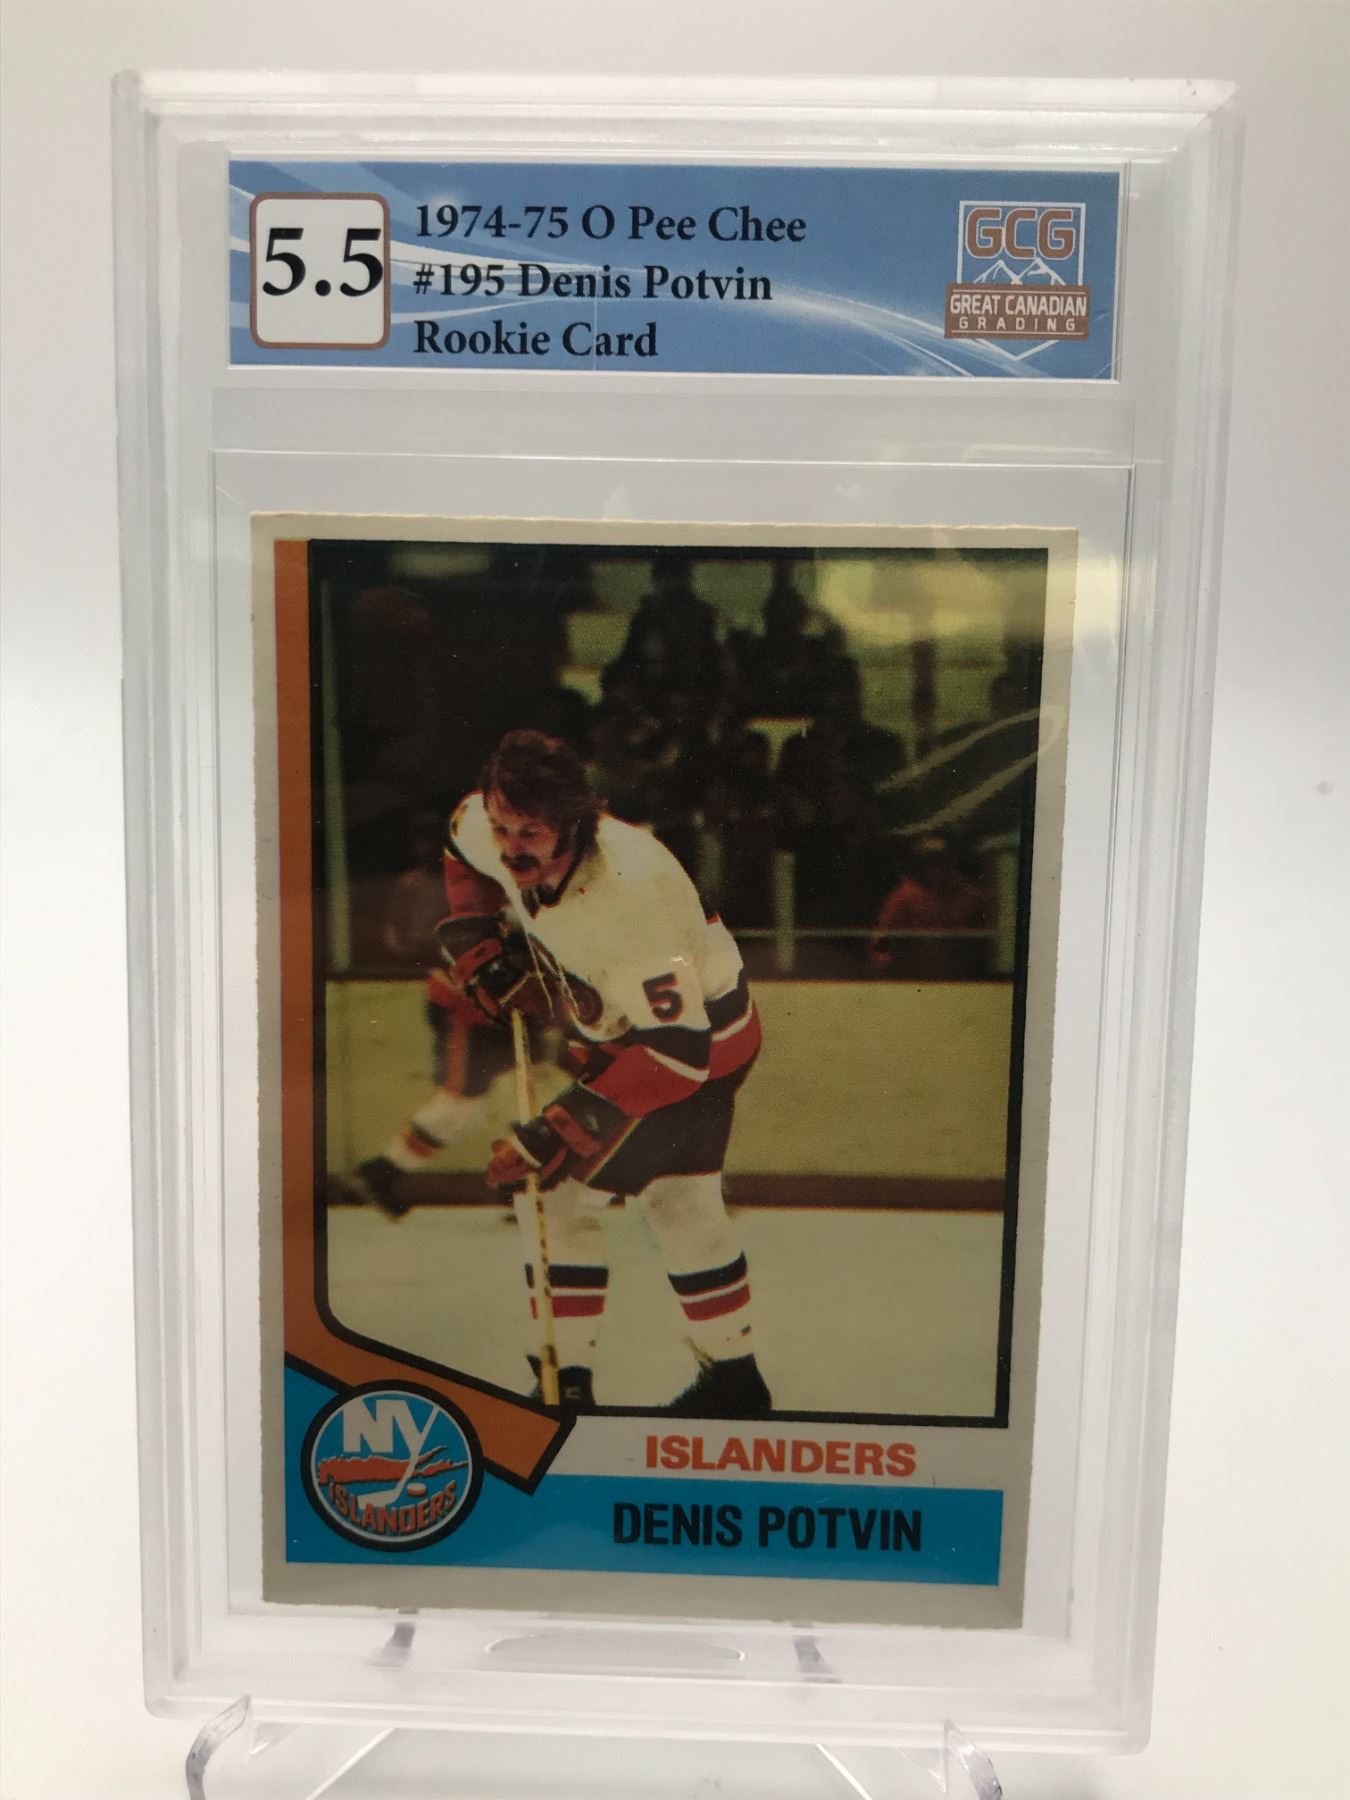 5.5
1974-75 O Pee Chee
#195 Denis Potvin
Rookie Card
GCG
GREAT CANADIAN
GRADING
5
NY
ISLANDERS
ISLANDERS
DENIS POTVIN